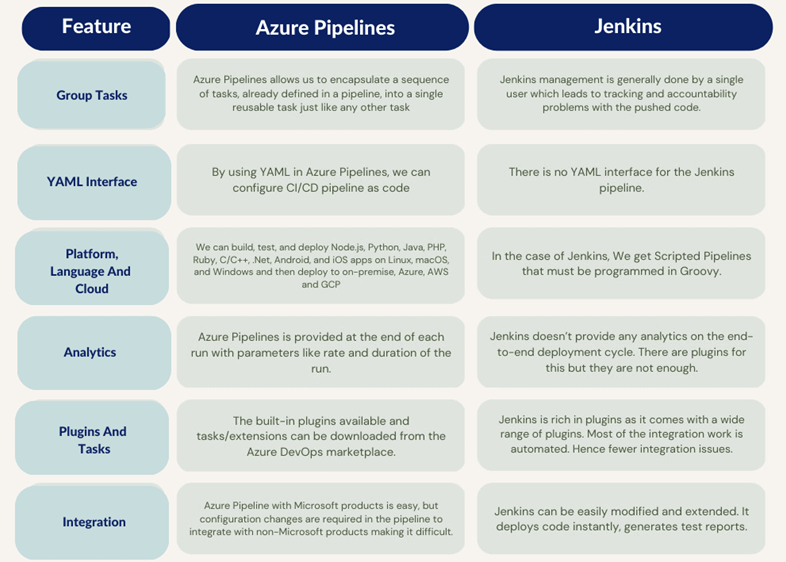 Feature
Azure Pipelines
Jenkins
Group Tasks
Azure Pipelines allows us to encapsulate a sequence
of tasks, already defined in a pipeline, into a single
reusable task just like any other task
Jenkins management is generally done by a single
user which leads to tracking and accountability
problems with the pushed code.
YAML Interface
By using YAML in Azure Pipelines, we can
configure CI/CD pipeline as code
There is no YAML interface for the Jenkins
pipeline.
Platform,
Language And
Cloud
We can build, test, and deploy Node.js, Python, Java, PHP,
Ruby, C/C++, .Net, Android, and iOS apps on Linux, macOS,
and Windows and then deploy to on-premise, Azure, AWS
and GCP
In the case of Jenkins, We get Scripted Pipelines
that must be programmed in Groovy.
Analytics
Azure Pipelines is provided at the end of each
run with parameters like rate and duration of the
run.
Jenkins doesn't provide any analytics on the end-
to-end deployment cycle. There are plugins for
this but they are not enough.
Plugins And
Tasks
The built-in plugins available and
tasks/extensions can be downloaded from the
Azure DevOps marketplace.
Jenkins is rich in plugins as it comes with a wide
range of plugins. Most of the integration work is
automated. Hence fewer integration issues.
Integration
Azure Pipeline with Microsoft products is easy, but
configuration changes are required in the pipeline to
integrate with non-Microsoft products making it difficult.
Jenkins can be easily modified and extended. It
deploys code instantly, generates test reports.